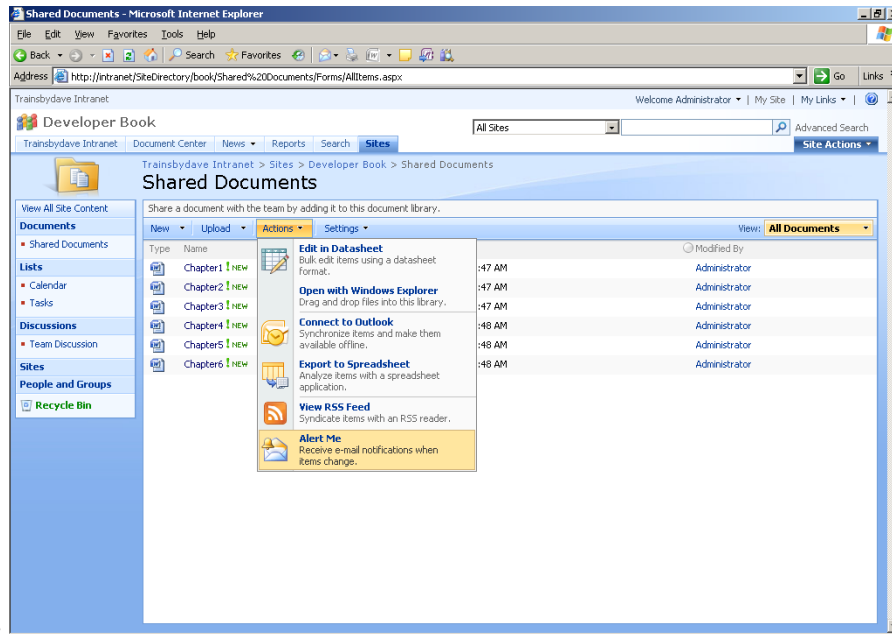 Shared Documents - Microsoft Internet Explorer
File Edit View Favorites Tools Help
Back Search Favorites
Address http://intranet/SiteDirectory/book/Shared%20Documents/Forms/AllItems.aspx Go Links
Trainsbydave Intranet Welcome Administrator | My Site | My Links |
Developer Book All Sites Advanced Search
Trainsbydave Intranet Document Center News Reports Search Sites Site Actions
Trainsbydave Intranet > Sites > Developer Book > Shared Documents
Shared Documents
View All Site Content
Documents
Shared Documents
Lists
Calendar
Tasks
Discussions
Team Discussion
Sites
People and Groups
Recycle Bin
Share a document with the team by adding it to this document library.
New Upload Actions Settings View: All Documents
Type Name Modified By
Chapter1 ! NEW :47 AM Administrator
Chapter2 ! NEW :47 AM Administrator
Chapter3 ! NEW :47 AM Administrator
Chapter4 ! NEW :48 AM Administrator
Chapter5 ! NEW :48 AM Administrator
Chapter6 ! NEW :48 AM Administrator
Edit in Datasheet
Bulk edit items using a datasheet
format.
Open with Windows Explorer
Drag and drop files into this library.
Connect to Outlook
Synchronize items and make them
available offline.
Export to Spreadsheet
Analyze items with a spreadsheet
application.
View RSS Feed
Syndicate items with an RSS reader.
Alert Me
Receive e-mail notifications when
items change.